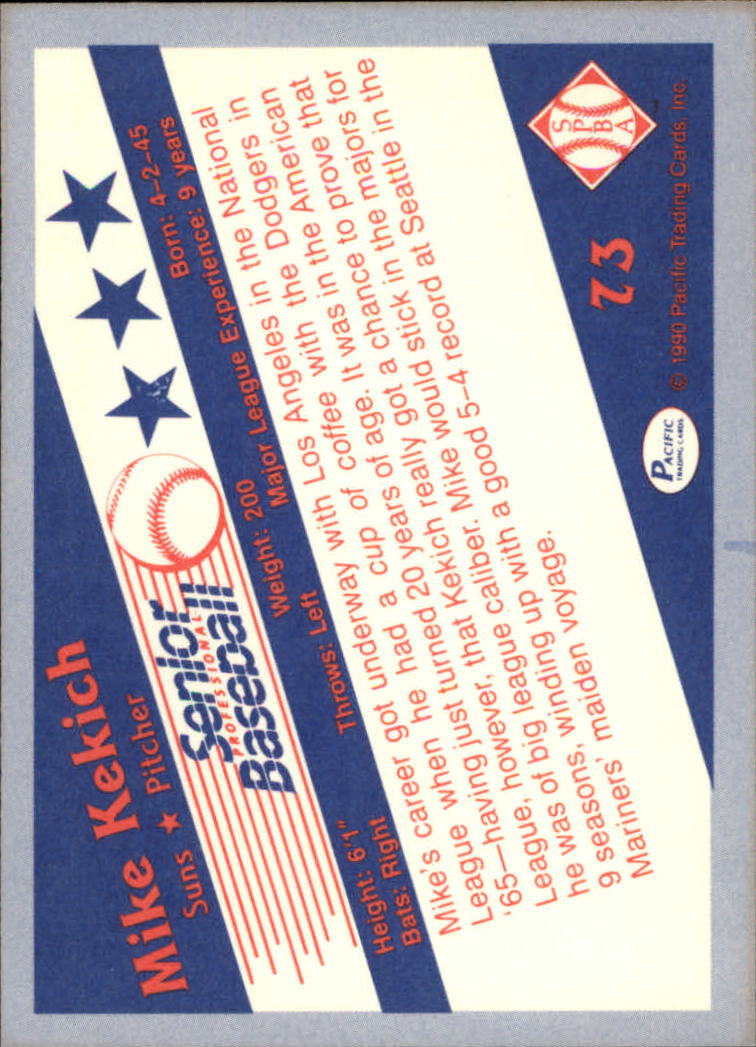 Mike Kekich
Suns ★ Pitcher
Senior
PROFESSIONAL
Baseball
Height: 6'1" Weight: 200 Born: 4-2-45
Bats: Right Throws: Left Major League Experience: 9 years
Mike's career got underway with Los Angeles in the National
League when he had a cup of coffee with the Dodgers in
'65—having just turned 20 years of age. It was in the American
League, however, that Kekich really got a chance to prove that
he was of big league caliber. Mike would stick in the majors for
9 seasons, winding up with a good 5-4 record at Seattle in the
Mariners' maiden voyage.
PACIFIC
TRADING CARDS
© 1990 Pacific Trading Cards, Inc.
73
SPBA